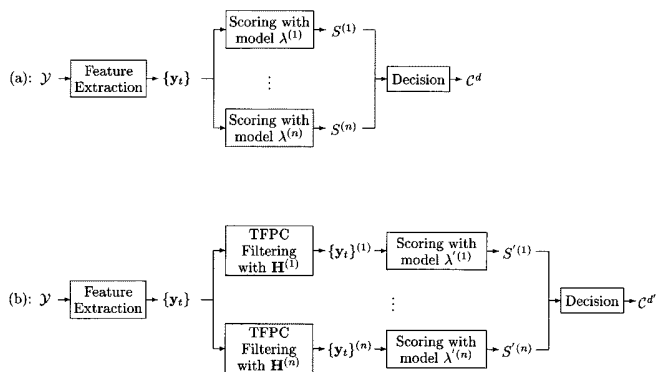 (a): 𝒴 Feature Extraction {y_t} Scoring with model λ^(1) S^(1)
⋮
Scoring with model λ^(n) S^(n) Decision 𝒞^d
(b): 𝒴 Feature Extraction {y_t} TFPC Filtering with H^(1) {y_t}^(1) Scoring with model λ'^(1) S'^(1)
⋮
TFPC Filtering with H^(n) {y_t}^(n) Scoring with model λ'^(n) S'^(n) Decision 𝒞^d'